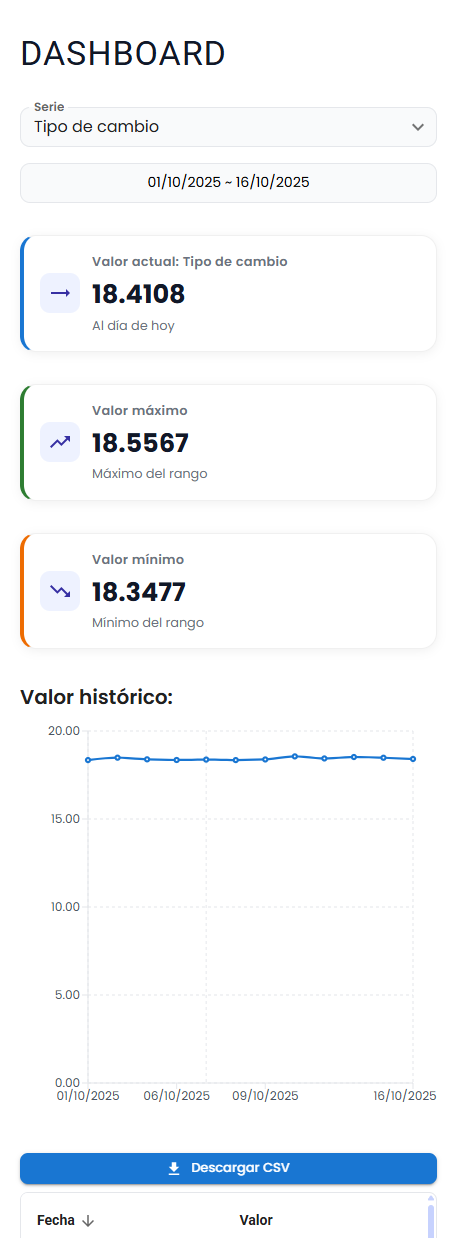 DASHBOARD
Serie
Tipo de cambio
01/10/2025 ~ 16/10/2025
Valor actual: Tipo de cambio
18.4108
Al día de hoy
Valor máximo
18.5567
Máximo del rango
Valor mínimo
18.3477
Mínimo del rango
Valor histórico:
20.00
15.00
10.00
5.00
0.00
01/10/2025 06/10/2025 09/10/2025 16/10/2025
Descargar CSV
Fecha Valor